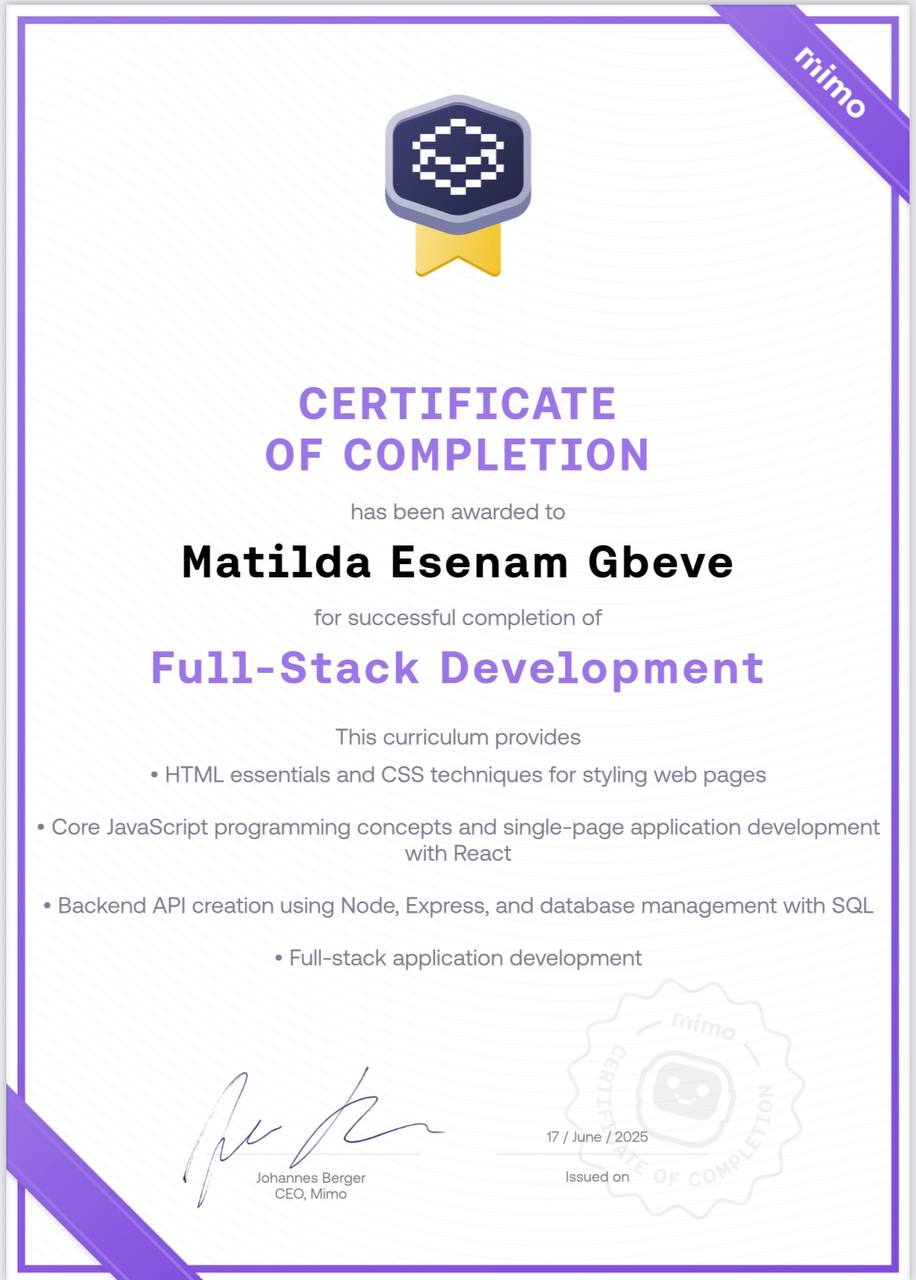 mimo
CERTIFICATE
OF COMPLETION
has been awarded to
Matilda Esenam Gbeve
for successful completion of
Full-Stack Development
This curriculum provides
• HTML essentials and CSS techniques for styling web pages
• Core JavaScript programming concepts and single-page application development
with React
• Backend API creation using Node, Express, and database management with SQL
• Full-stack application development
mimo
CERTIFICATE OF COMPLETION
17 / June / 2025
Johannes Berger
CEO, Mimo
Issued on